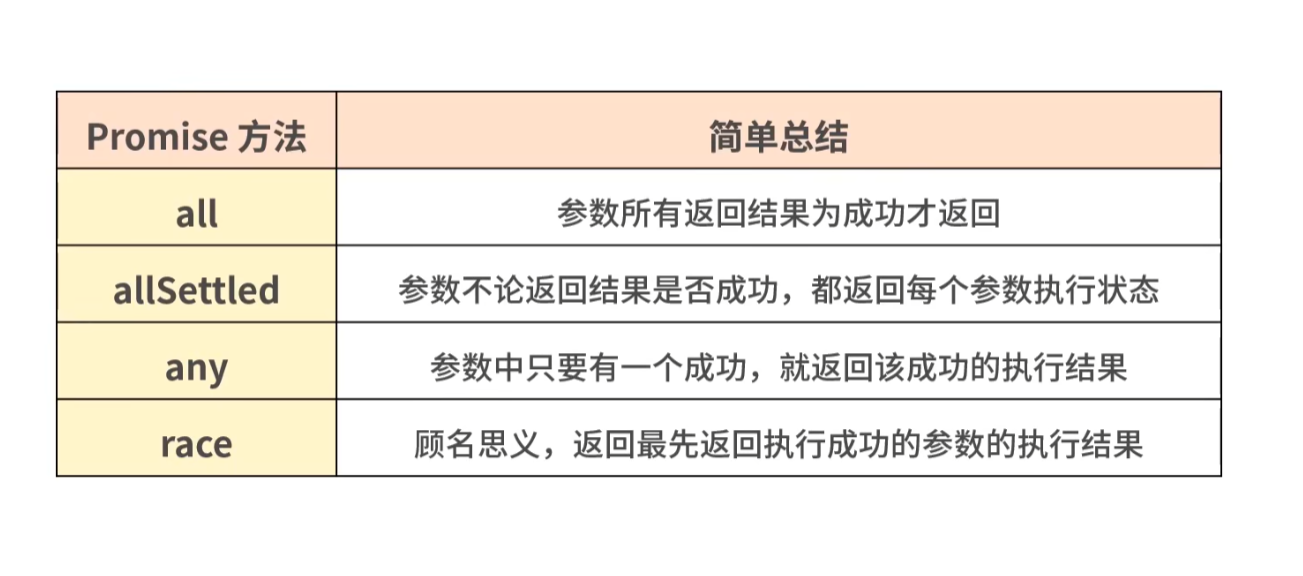 Promise 方法 简单总结
all 参数所有返回结果为成功才返回
allSettled 参数不论返回结果是否成功，都返回每个参数执行状态
any 参数中只要有一个成功，就返回该成功的执行结果
race 顾名思义，返回最先返回执行成功的参数的执行结果